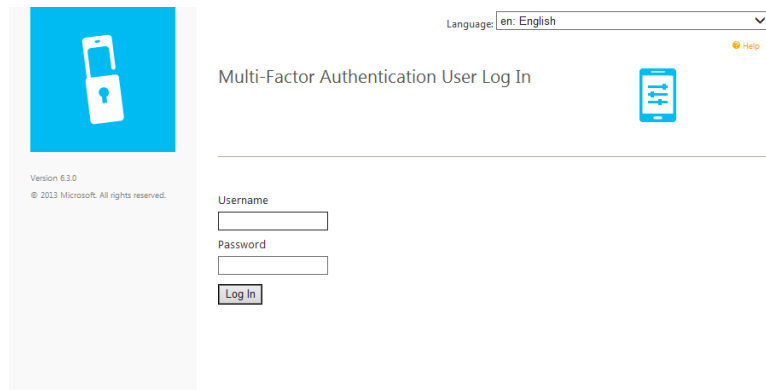 Language: en: English
Help
Multi-Factor Authentication User Log In
Version 6.3.0
© 2013 Microsoft. All rights reserved.
Username
Password
Log In